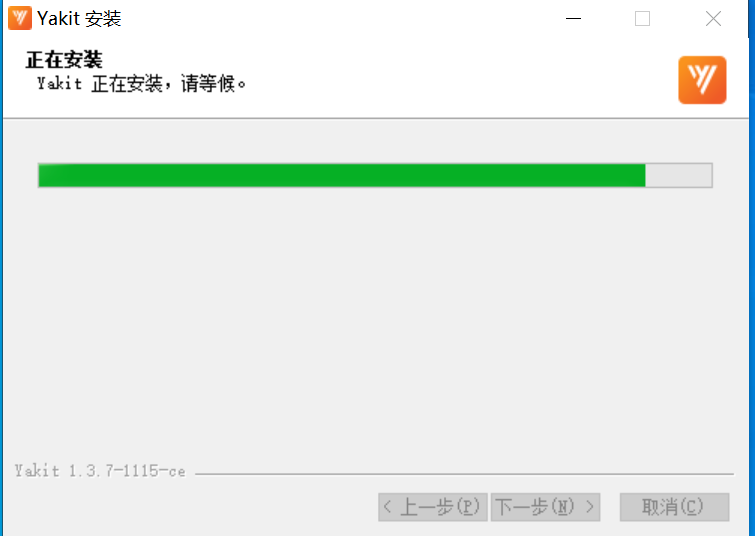 Yakit 安装
正在安装
Yakit 正在安装，请等候。
Yakit 1.3.7-1115-ce
< 上一步(P) 下一步(N) > 取消(C)